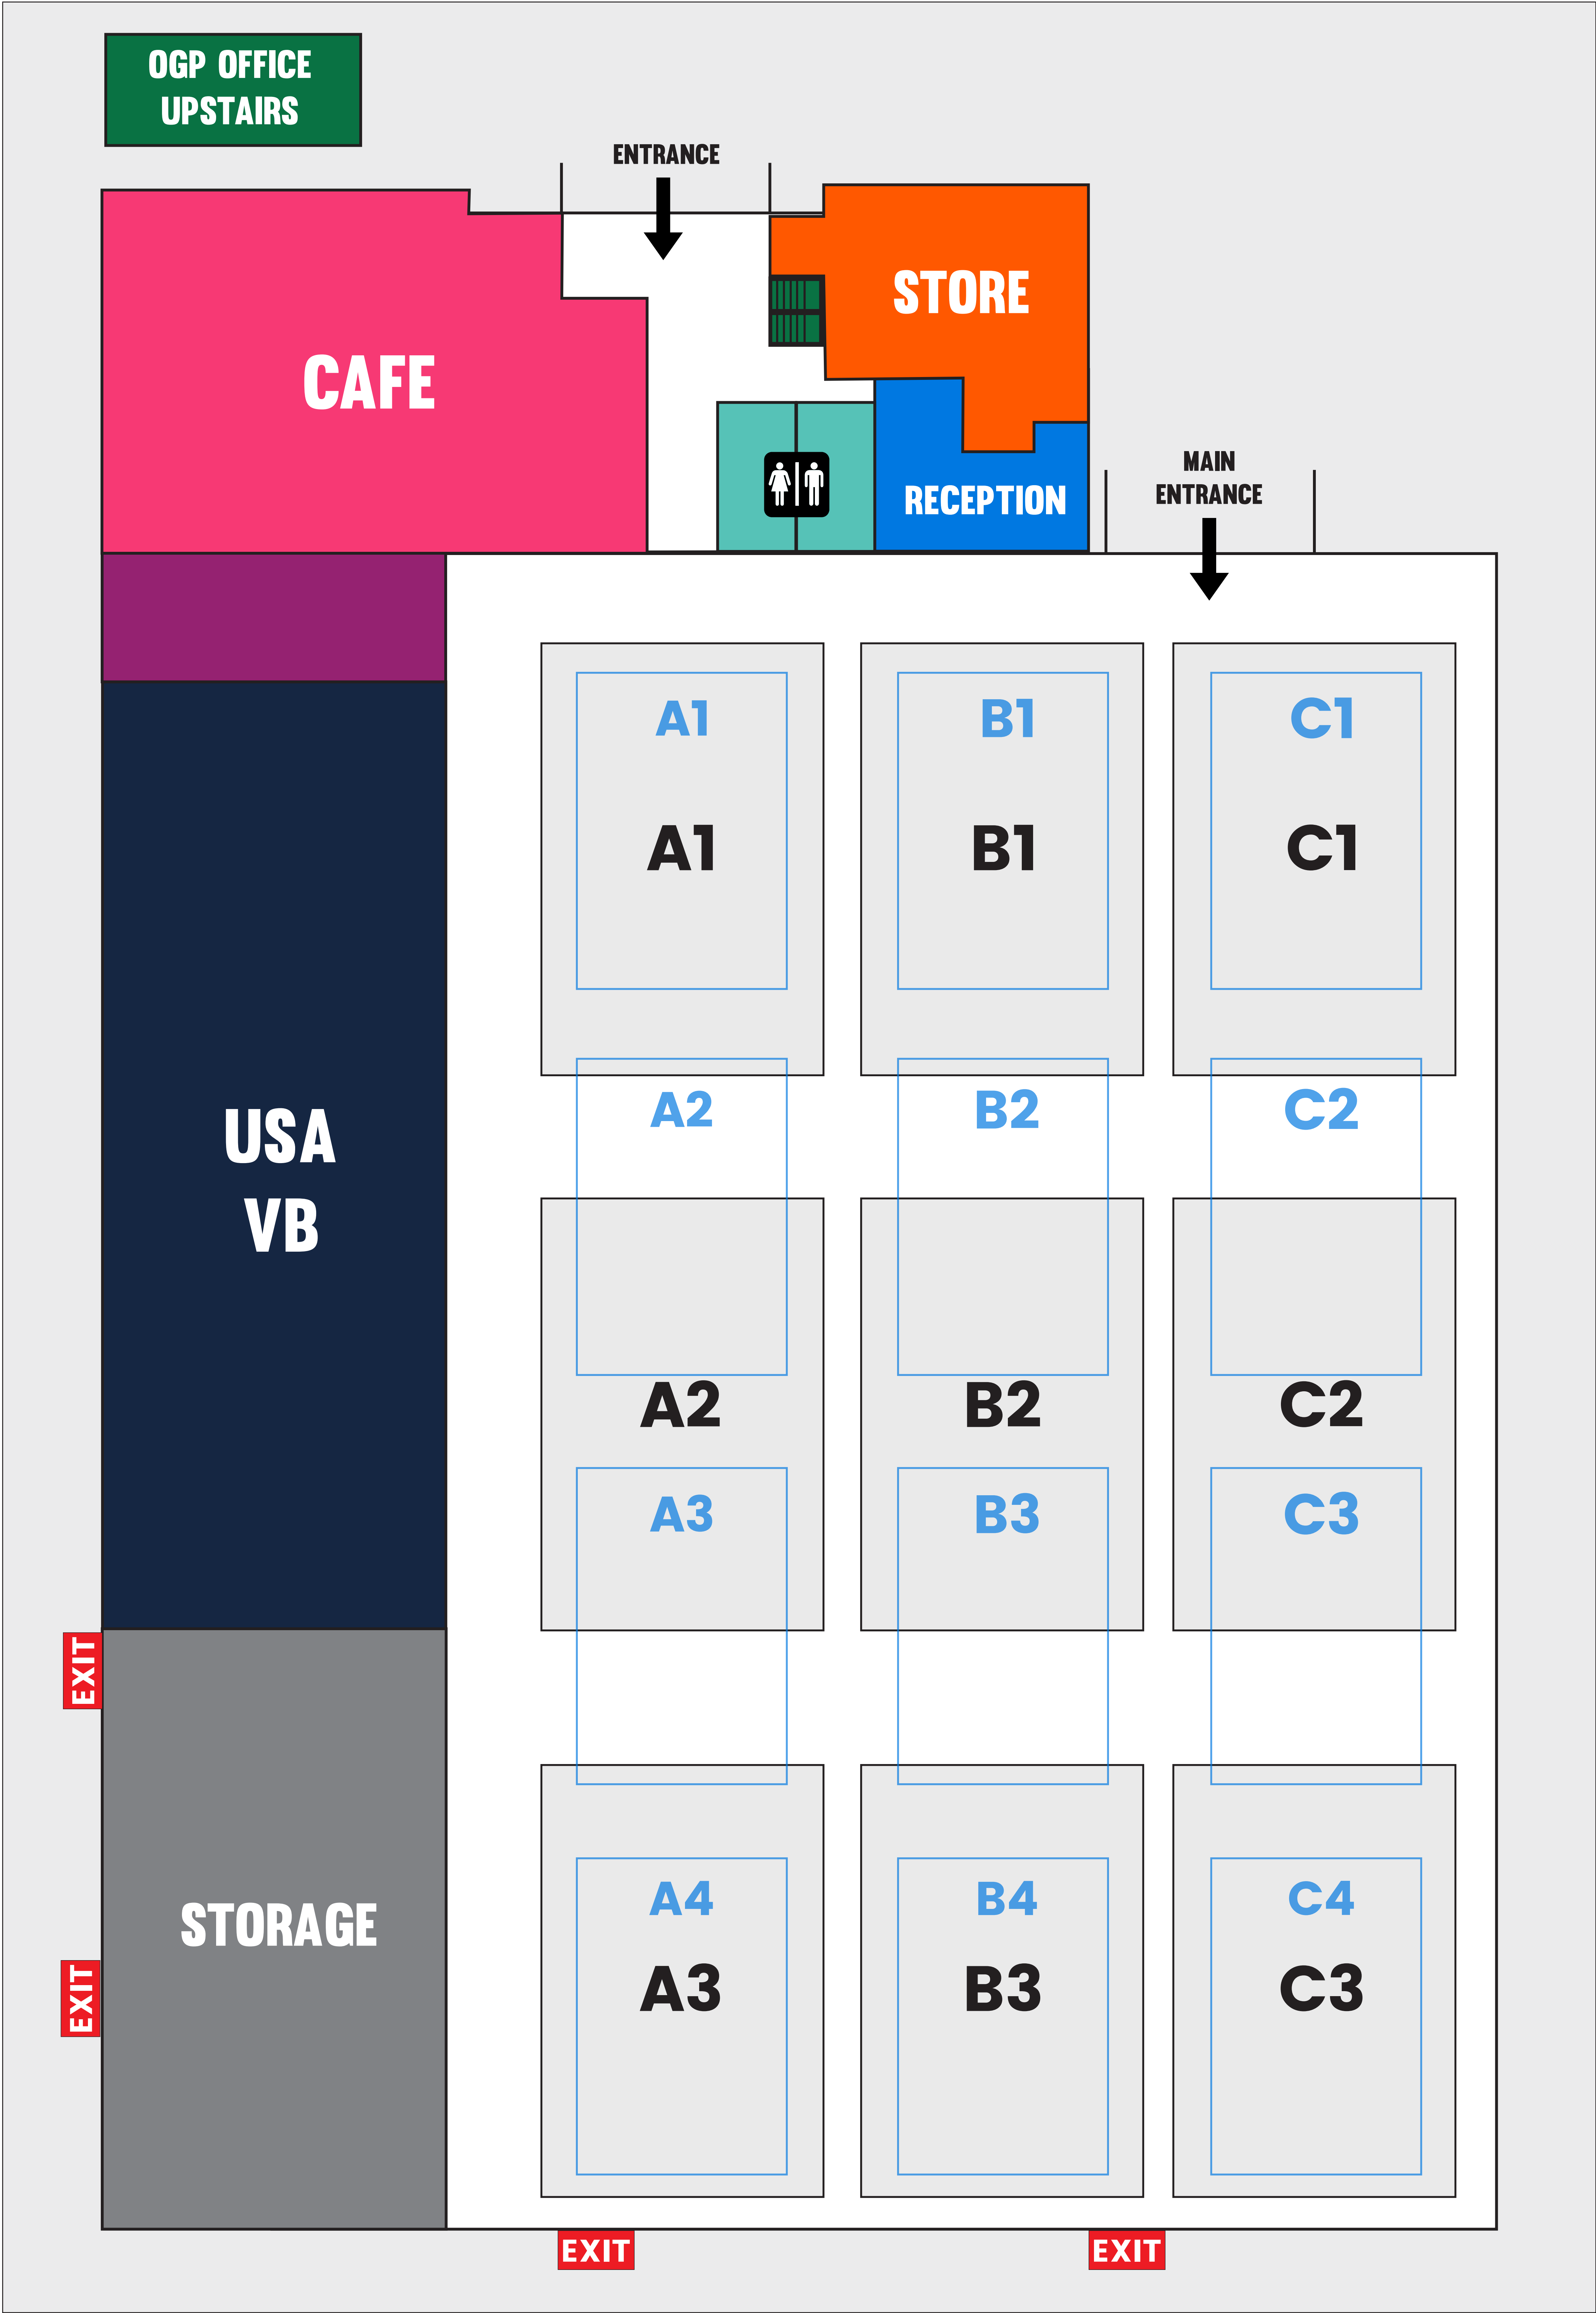 OGP OFFICE
UPSTAIRS
ENTRANCE
STORE
CAFE
MAIN
ENTRANCE
RECEPTION
A1 B1 C1
A1 B1 C1
A2 B2 C2
USA
VB
A2 B2 C2
A3 B3 C3
EXIT
A4 B4 C4
STORAGE
A3 B3 C3
EXIT
EXIT EXIT